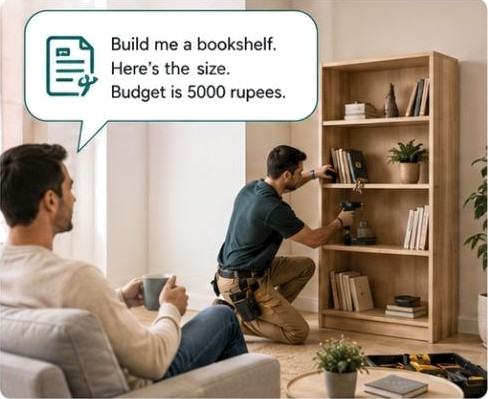 Build me a bookshelf.
Here's the size.
Budget is 5000 rupees.